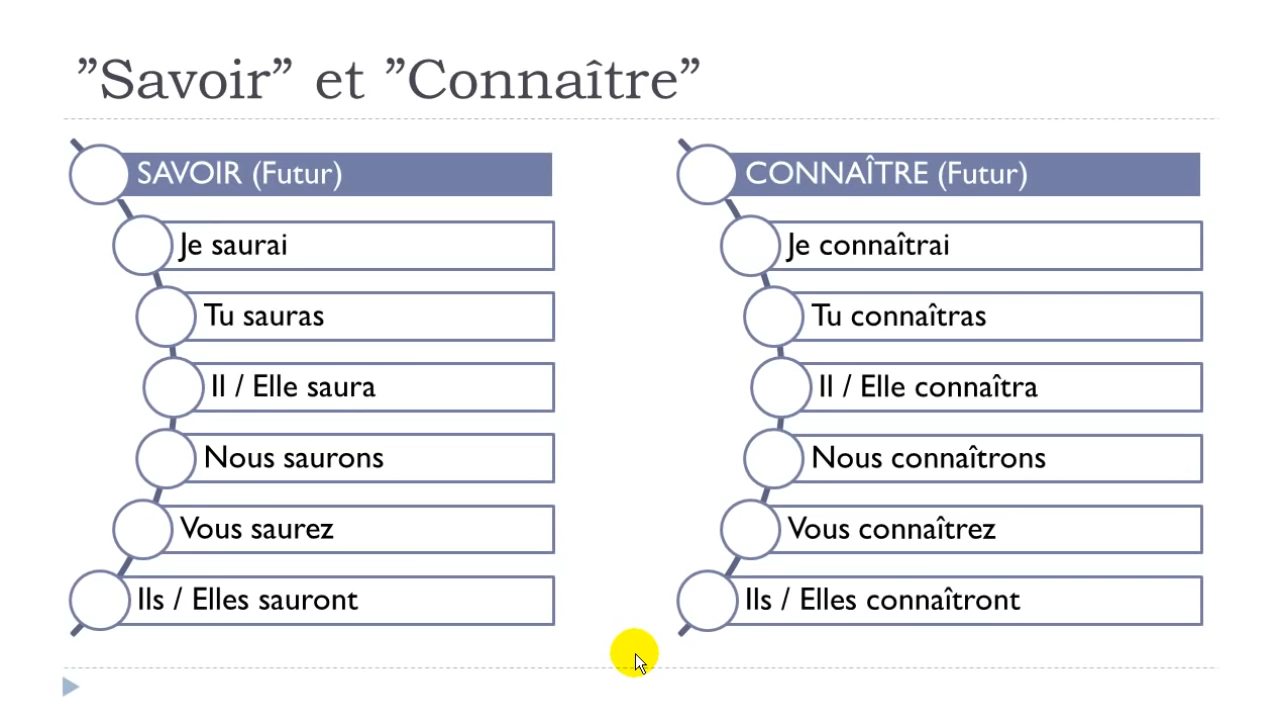 ”Savoir” et ”Connaître”
SAVOIR (Futur)
Je saurai
Tu sauras
Il / Elle saura
Nous saurons
Vous saurez
Ils / Elles sauront
CONNAÎTRE (Futur)
Je connaîtrai
Tu connaîtras
Il / Elle connaîtra
Nous connaîtrons
Vous connaîtrez
Ils / Elles connaîtront